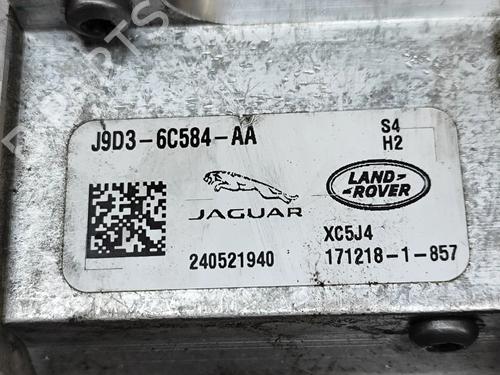 J9D3-6C584-AA
S4
H2
JAGUAR
LAND
ROVER
240521940
XC5J4
171218-1-857